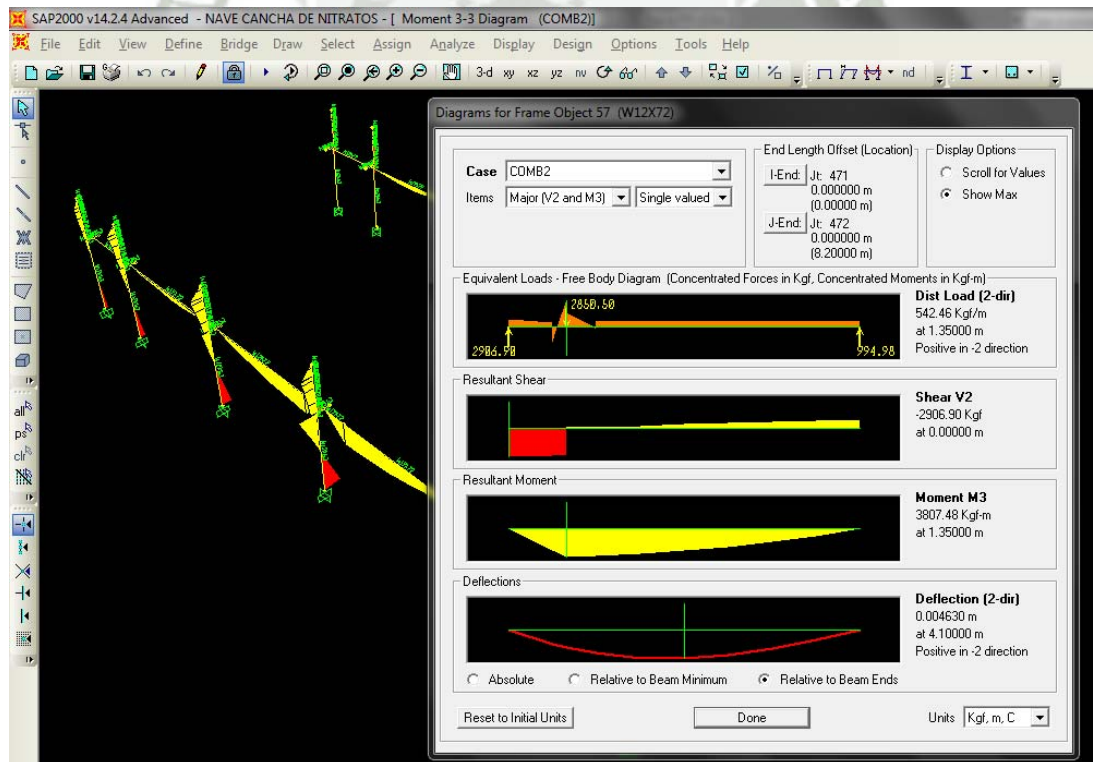 SAP2000 v14.2.4 Advanced - NAVE CANCHA DE NITRATOS - [ Moment 3-3 Diagram (COMB2)]
File Edit View Define Bridge Draw Select Assign Analyze Display Design Options Tools Help
3-d xy xz yz nv nd
all
ps
clr
Diagrams for Frame Object 57 (W12X72)
Case COMB2
Items Major (V2 and M3) Single valued
End Length Offset (Location)
I-End: Jt: 471
0.000000 m
(0.00000 m)
J-End: Jt: 472
0.000000 m
(8.20000 m)
Display Options
Scroll for Values
Show Max
Equivalent Loads - Free Body Diagram (Concentrated Forces in Kgf, Concentrated Moments in Kgf-m)
2850.50
2906.90
994.98
Dist Load (2-dir)
542.46 Kgf/m
at 1.35000 m
Positive in -2 direction
Resultant Shear
Shear V2
-2906.90 Kgf
at 0.00000 m
Resultant Moment
Moment M3
3807.48 Kgf-m
at 1.35000 m
Deflections
Deflection (2-dir)
0.004630 m
at 4.10000 m
Positive in -2 direction
Absolute Relative to Beam Minimum Relative to Beam Ends
Reset to Initial Units Done Units Kgf, m, C